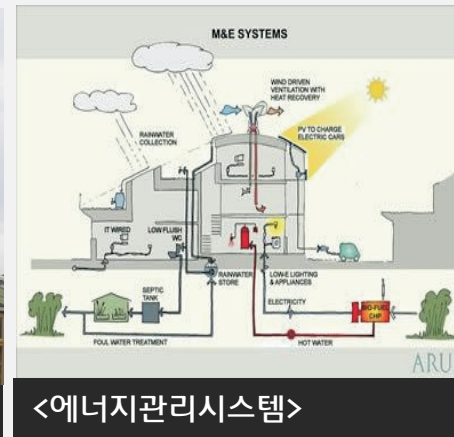 M&E SYSTEMS
WIND DRIVEN
VENTILATION WITH
HEAT RECOVERY
PV TO CHARGE
ELECTRIC CARS
RAINWATER
COLLECTION
IT WIRED
LOW FLUSH
WC
SEPTIC
TANK
RAINWATER
STORE
LOW-E LIGHTING
& APPLIANCES
ELECTRICITY
BIO-FUEL
CHP
FOUL WATER TREATMENT
HOT WATER
ARU
<에너지관리시스템>